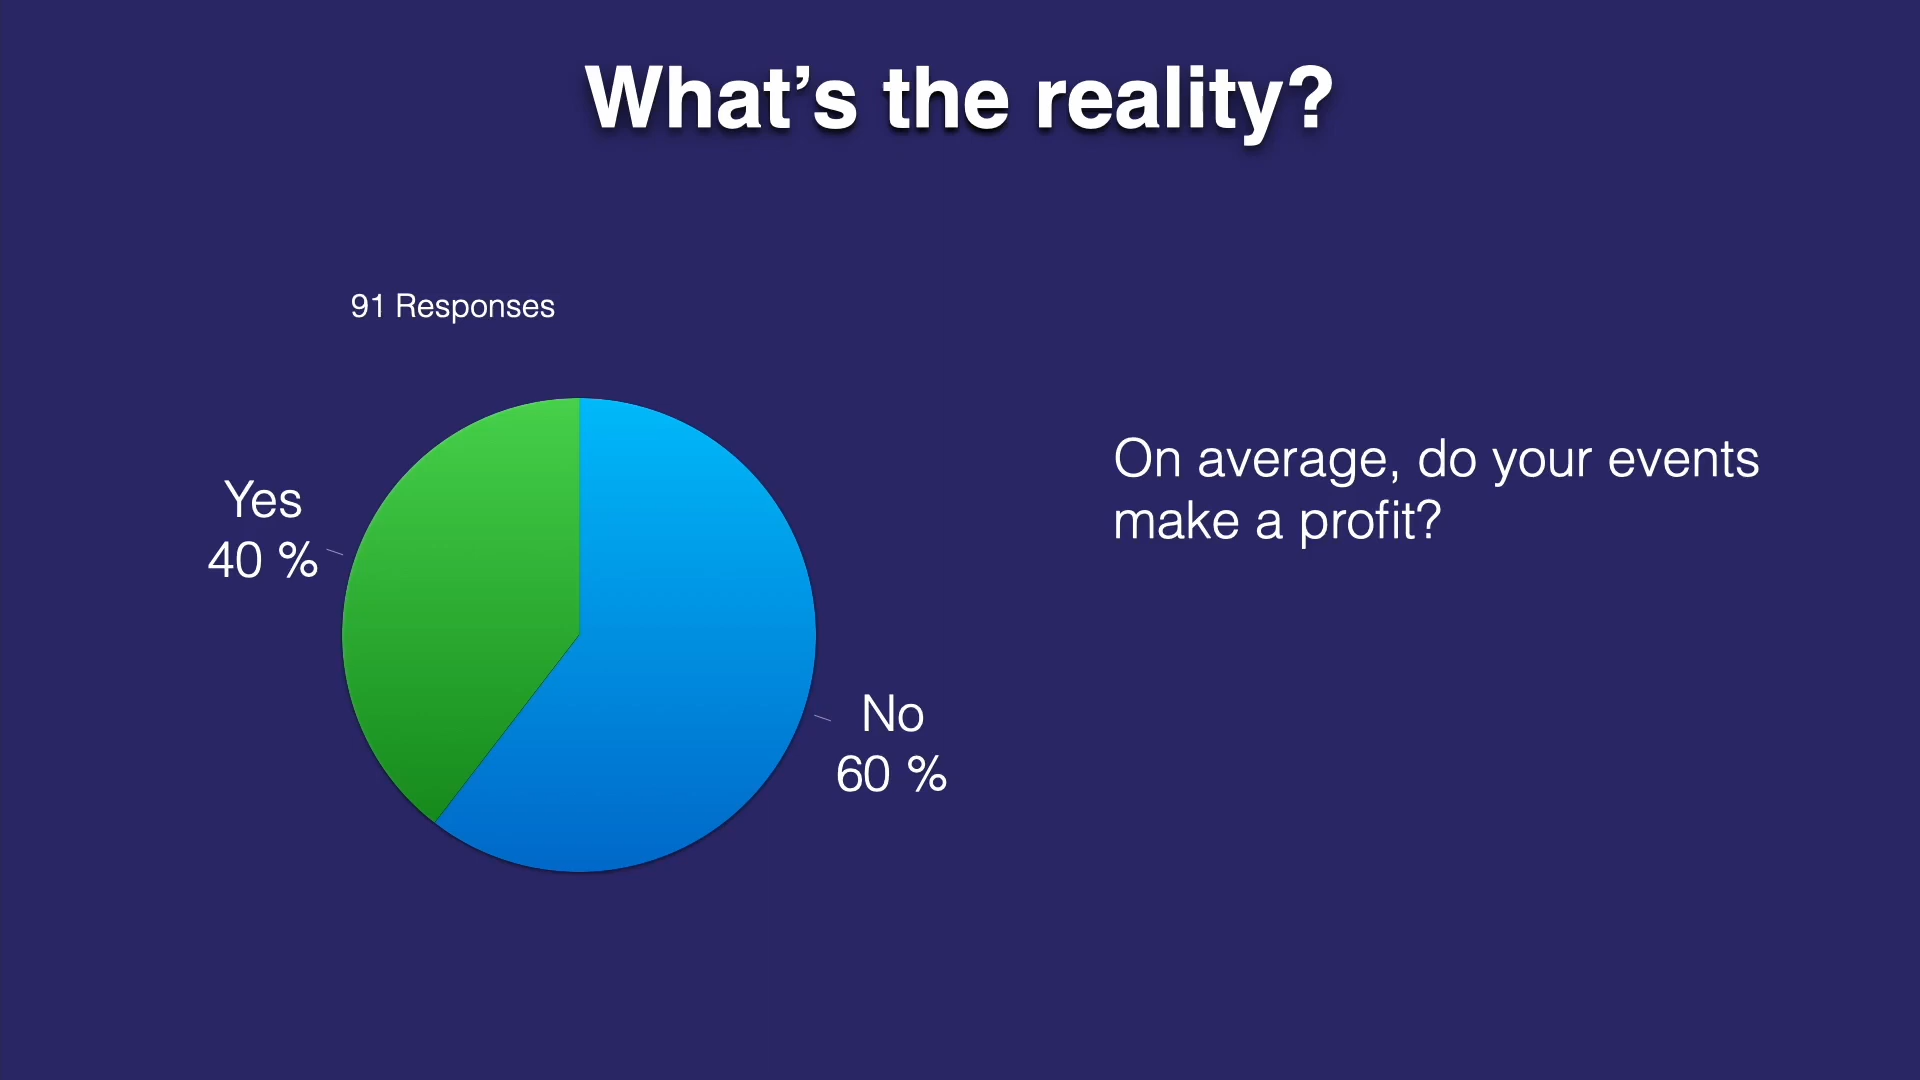 What’s the reality?
91 Responses
Yes
40 %
No
60 %
On average, do your events
make a profit?